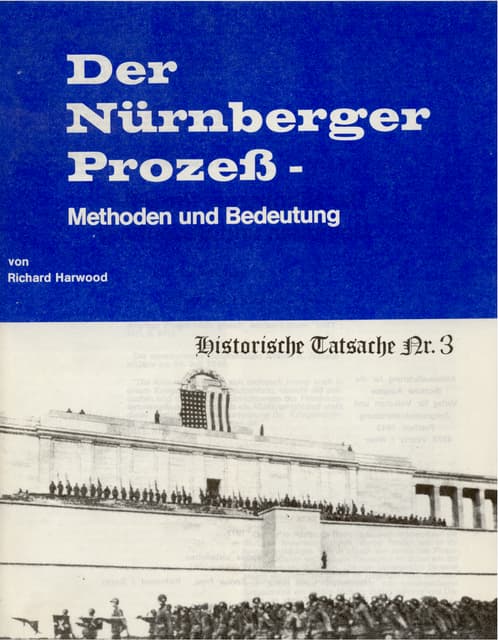 Der
Nürnberger
Prozeß -
Methoden und Bedeutung
von
Richard Harwood
Historische Tatsache Nr. 3